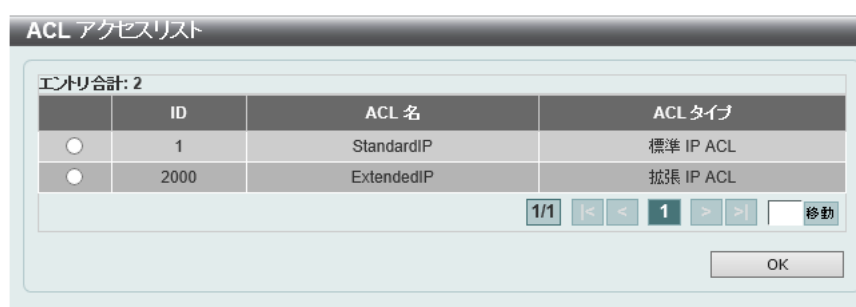 ACL アクセスリスト
エントリ合計: 2
ID ACL 名 ACL タイプ
1 StandardIP 標準 IP ACL
2000 ExtendedIP 拡張 IP ACL
1/1 |< < 1 > >| 移動
OK